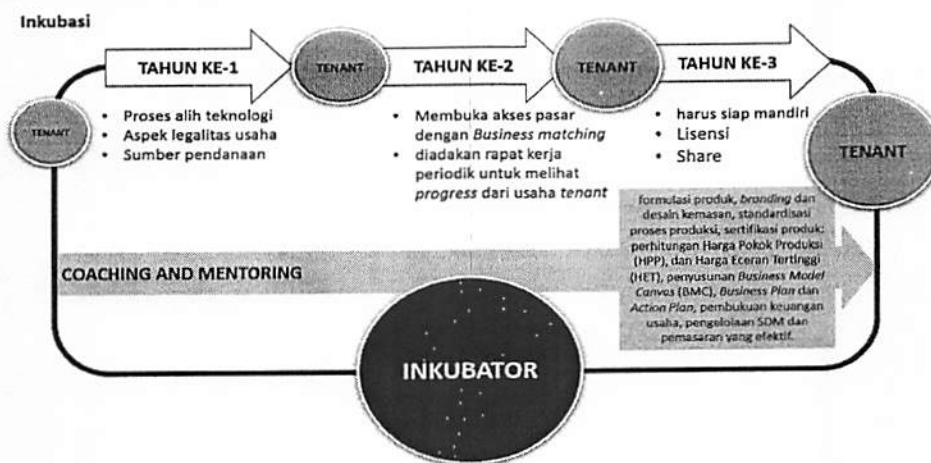 Inkubasi
TAHUN KE-1
TENANT
TAHUN KE-2
TENANT
TAHUN KE-3
TENANT
• Proses alih teknologi
• Aspek legalitas usaha
• Sumber pendanaan
• Membuka akses pasar
dengan Business matching
• diadakan rapat kerja
periodik untuk melihat
progress dari usaha tenant
• harus siap mandiri
• Lisensi
• Share
TENANT
COACHING AND MENTORING
formulasi produk, branding dan
desain kemasan, standardisasi
proses produksi, sertifikasi produk;
perhitungan Harga Pokok Produksi
(HPP), dan Harga Eceran Tertinggi
(HET), penyusunan Business Model
Canvas (BMC), Business Plan dan
Action Plan, pembukuan keuangan
usaha, pengelolaan SDM dan
pemasaran yang efektif.
INKUBATOR